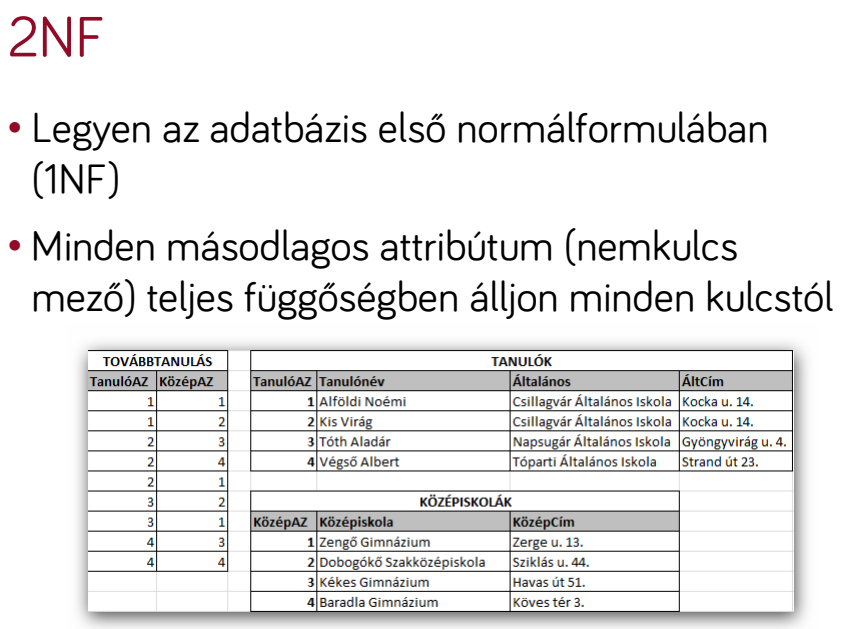 2NF
• Legyen az adatbázis első normálformulában
(1NF)
• Minden másodlagos attribútum (nemkulcs
mező) teljes függőségben álljon minden kulcstól
TOVÁBBTANULÁS
TanulóAZ KözépAZ
1 1
1 2
2 3
2 4
2 1
3 2
3 1
4 3
4 4
TANULÓK
TanulóAZ Tanulónév Általános ÁltCím
1 Alföldi Noémi Csillagvár Általános Iskola Kocka u. 14.
2 Kis Virág Csillagvár Általános Iskola Kocka u. 14.
3 Tóth Aladár Napsugár Általános Iskola Gyöngyvirág u. 4.
4 Végső Albert Tóparti Általános Iskola Strand út 23.
KÖZÉPISKOLÁK
KözépAZ Középiskola KözépCím
1 Zengő Gimnázium Zerge u. 13.
2 Dobogókő Szakközépiskola Sziklás u. 44.
3 Kékes Gimnázium Havas út 51.
4 Baradla Gimnázium Köves tér 3.